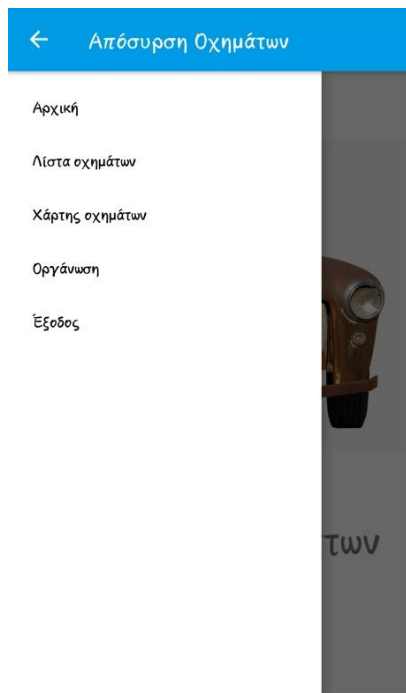 Απόσυρση Οχημάτων
Αρχική
Λίστα οχημάτων
Χάρτης οχημάτων
Οργάνωση
Έξοδος
των